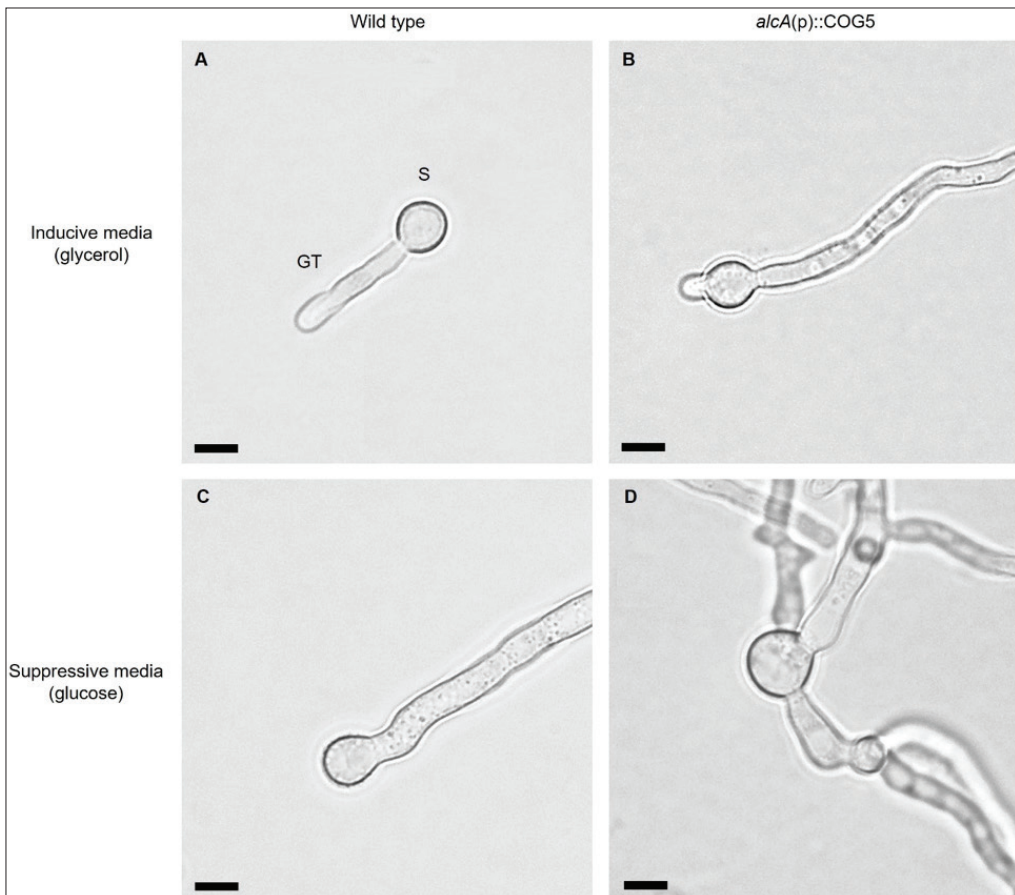 Wild type
alcA(p)::COG5
A
B
S
GT
Inducive media
(glycerol)
C
D
Suppressive media
(glucose)